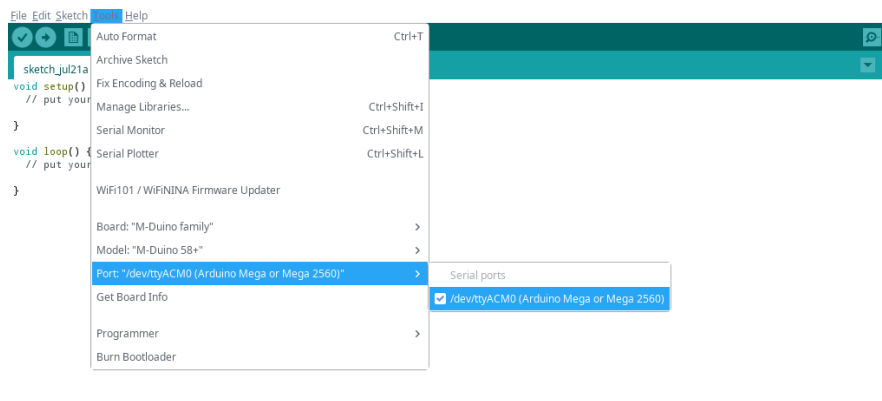 File Edit Sketch Tools Help
sketch_jul21a
void setup()
// put your
}
void loop() {
// put your
}
Auto Format Ctrl+T
Archive Sketch
Fix Encoding & Reload
Manage Libraries... Ctrl+Shift+I
Serial Monitor Ctrl+Shift+M
Serial Plotter Ctrl+Shift+L
WiFi101 / WiFiNINA Firmware Updater
Board: "M-Duino family"
Model: "M-Duino 58+"
Port: "/dev/ttyACM0 (Arduino Mega or Mega 2560)"
Get Board Info
Programmer
Burn Bootloader
Serial ports
/dev/ttyACM0 (Arduino Mega or Mega 2560)